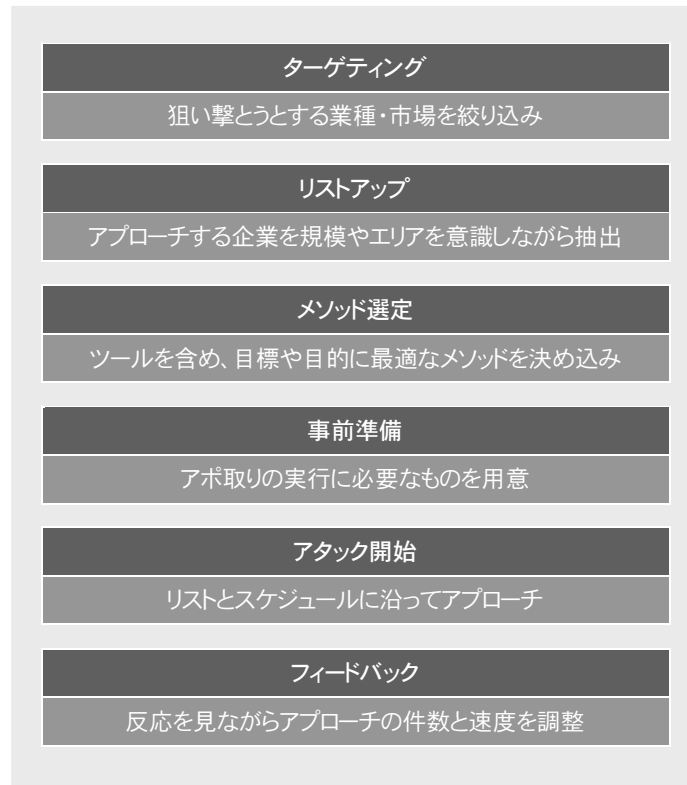 ターゲティング
狙い撃とうとする業種・市場を絞り込み
リストアップ
アプローチする企業を規模やエリアを意識しながら抽出
メソッド選定
ツールを含め、目標や目的に最適なメソッドを決め込み
事前準備
アポ取りの実行に必要なものを用意
アタック開始
リストとスケジュールに沿ってアプローチ
フィードバック
反応を見ながらアプローチの件数と速度を調整